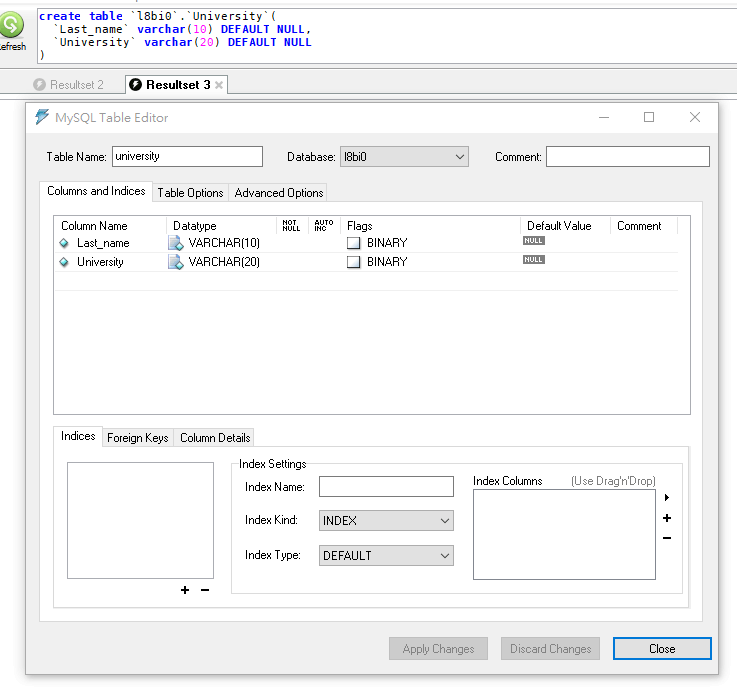 create table `l8bi0`.`University`(
`Last_name` varchar(10) DEFAULT NULL,
`University` varchar(20) DEFAULT NULL
)
efresh
Resultset 2
Resultset 3
MySQL Table Editor
Table Name: university Database: l8bi0 Comment:
Columns and Indices Table Options Advanced Options
Column Name Datatype NOT NULL AUTO INC Flags Default Value Comment
Last_name VARCHAR(10) BINARY NULL
University VARCHAR(20) BINARY NULL
Indices Foreign Keys Column Details
Index Settings
Index Name:
Index Columns (Use Drag'n'Drop)
Index Kind: INDEX
Index Type: DEFAULT
Apply Changes Discard Changes Close